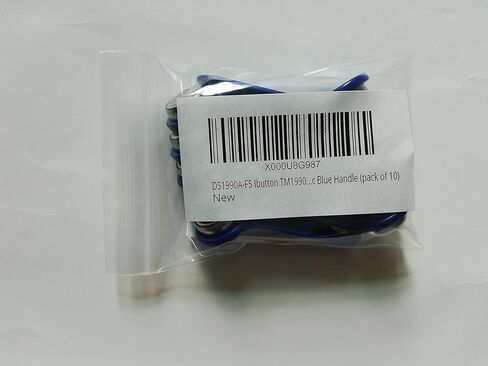 X000U8G987
DS1990A-F5 Ibutton TM1990...c Blue Handle (pack of 10)
New